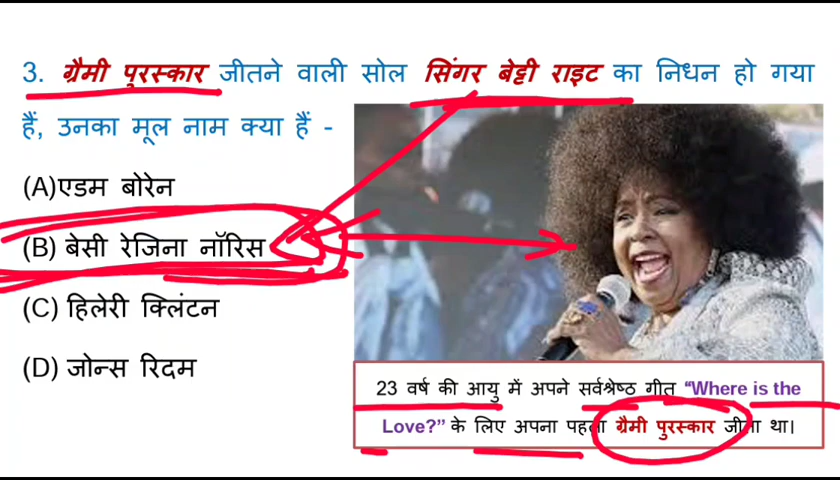 3. ग्रैमी पुरस्कार जीतने वाली सोल सिंगर बेट्टी राइट का निधन हो गया
हैं, उनका मूल नाम क्या हैं -
(A)एडम बोरेन
(B) बेसी रेजिना नॉरिस
(C) हिलेरी क्लिंटन
(D) जोन्स रिदम
23 वर्ष की आयु में अपने सर्वश्रेष्ठ गीत “Where is the
Love?” के लिए अपना पहला ग्रैमी पुरस्कार जीता था।